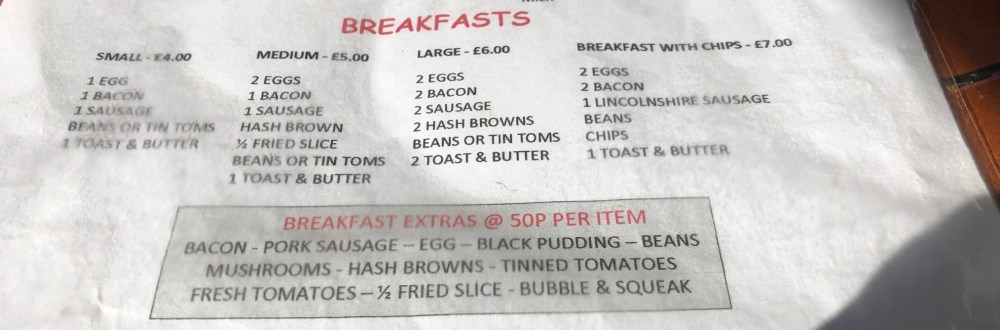 BREAKFASTS
SMALL - £4.00
1 EGG
1 BACON
1 SAUSAGE
BEANS OR TIN TOMS
1 TOAST & BUTTER
MEDIUM - £5.00
2 EGGS
1 BACON
1 SAUSAGE
HASH BROWN
½ FRIED SLICE
BEANS OR TIN TOMS
1 TOAST & BUTTER
LARGE - £6.00
2 EGGS
2 BACON
2 SAUSAGE
2 HASH BROWNS
BEANS OR TIN TOMS
2 TOAST & BUTTER
BREAKFAST WITH CHIPS - £7.00
2 EGGS
2 BACON
1 LINCOLNSHIRE SAUSAGE
BEANS
CHIPS
1 TOAST & BUTTER
BREAKFAST EXTRAS @ 50P PER ITEM
BACON - PORK SAUSAGE – EGG – BLACK PUDDING – BEANS
MUSHROOMS - HASH BROWNS - TINNED TOMATOES
FRESH TOMATOES – ½ FRIED SLICE - BUBBLE & SQUEAK